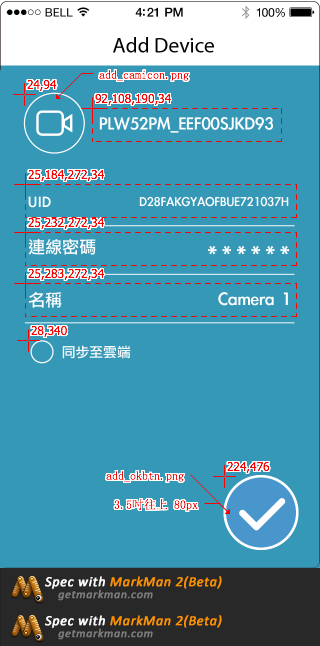 BELL 4:21 PM 100%
Add Device
24,94
add_camicon.png
92,108,190,34
PLW52PM_EEF00SJKD93
25,184,272,34
UID D28FAKGYAOFBUE721037H
25,232,272,34
連線密碼 ******
25,283,272,34
名稱 Camera 1
28,340
同步至雲端
224,476
add_okbtn.png
3.5吋往上 80px
Spec with MarkMan 2(Beta)
getmarkman.com
Spec with MarkMan 2(Beta)
getmarkman.com